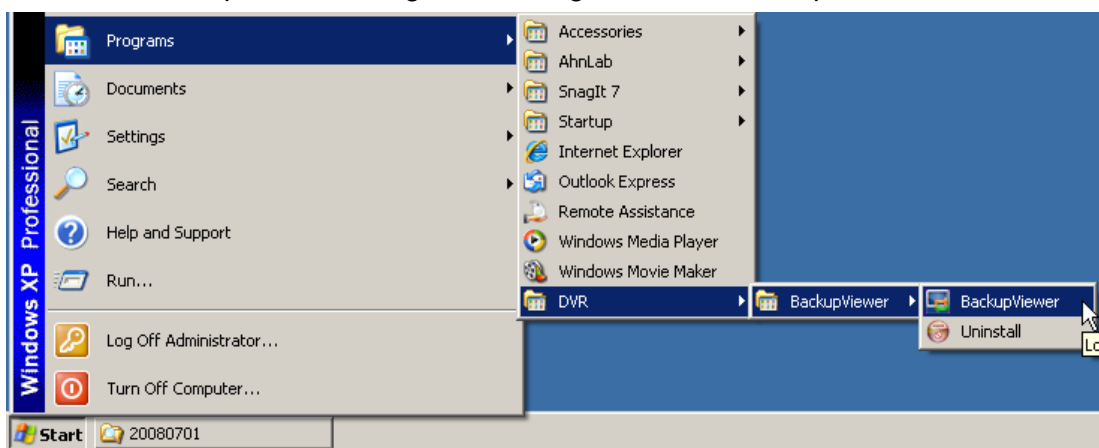 Windows XP Professional
Programs
Documents
Settings
Search
Help and Support
Run...
Log Off Administrator...
Turn Off Computer...
Accessories
AhnLab
SnagIt 7
Startup
Internet Explorer
Outlook Express
Remote Assistance
Windows Media Player
Windows Movie Maker
DVR
BackupViewer
BackupViewer
Uninstall
Start
20080701